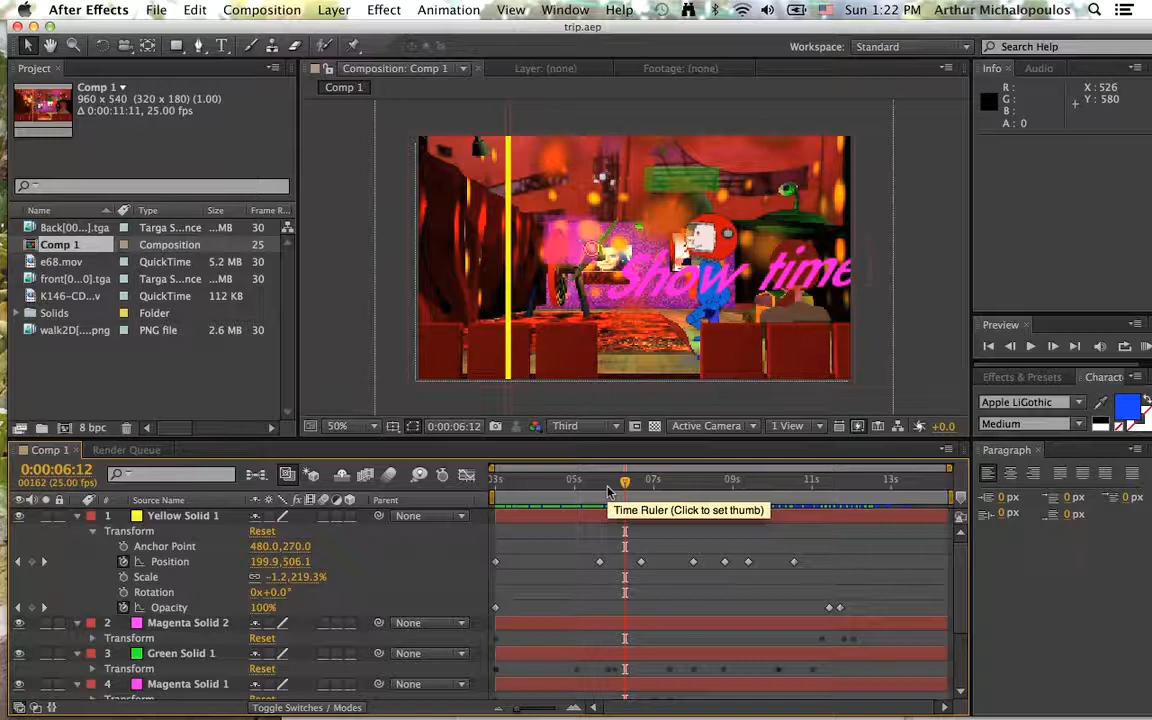 After Effects File Edit Composition Layer Effect Animation View Window Help Sun 1:22 PM Arthur Michalopoulos
trip.aep
Workspace: Standard Search Help
Project Composition: Comp 1 Layer: (none) Footage: (none) Info Audio
Comp 1
Comp 1
960 x 540 (320 x 180) (1.00)
Δ 0:00:11:11, 25.00 fps
R :
G :
B :
A : 0
X : 526
Y : 580
Show time
Name Type Size Frame R...
Back[00...].tga Targa S...nce ...MB 30
Comp 1 Composition 25
e68.mov QuickTime 5.2 MB 30
front[0...0].tga Targa S...nce ...MB 30
K146-CD...v QuickTime 112 KB
Solids Folder
walk2D[....png PNG file 2.6 MB 30
Preview
Effects & Presets Charact
Apple LiGothic
Medium
8 bpc
50% 0:00:06:12 Third Active Camera 1 View +0.0
Comp 1 Render Queue
Paragraph
0:00:06:12
00162 (25.00 fps)
03s 05s 07s 09s 11s 13s
0 px 0 px 0 px
0 px 0 px
# Source Name Parent
Time Ruler (Click to set thumb)
1 Yellow Solid 1 None
Transform Reset
Anchor Point 480.0,270.0
Position 199.9,506.1
Scale -1.2,219.3%
Rotation 0x+0.0°
Opacity 100%
2 Magenta Solid 2 None
Transform Reset
3 Green Solid 1 None
Transform Reset
4 Magenta Solid 1 None
Toggle Switches / Modes